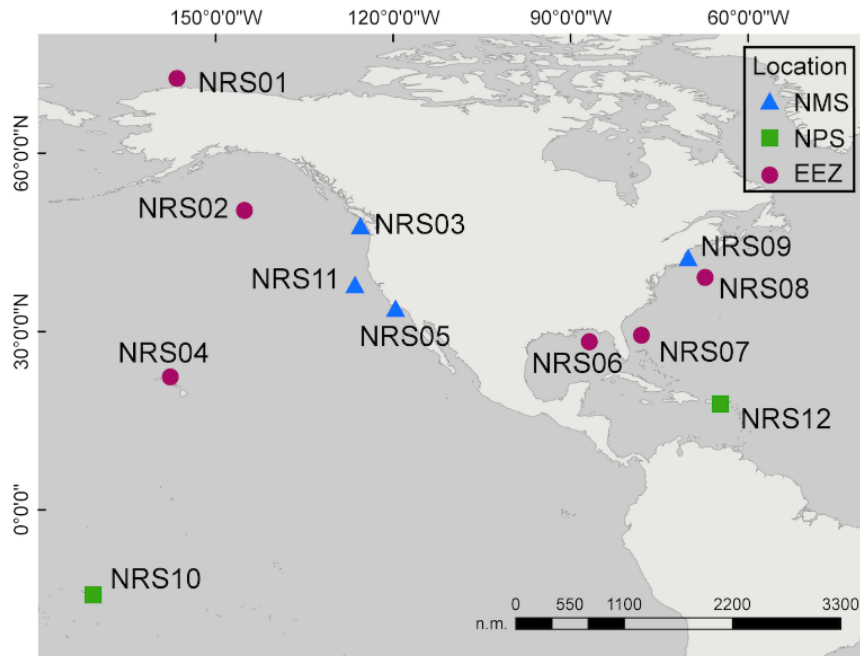 150°0'0"W 120°0'0"W 90°0'0"W 60°0'0"W
Location
NMS
NPS
EEZ
NRS01
60°0'0"N
NRS02
NRS03
NRS09
NRS11
NRS08
30°0'0"N
NRS05
NRS04
NRS06
NRS07
NRS12
0°0'0"
NRS10
0 550 1100 2200 3300
n.m.